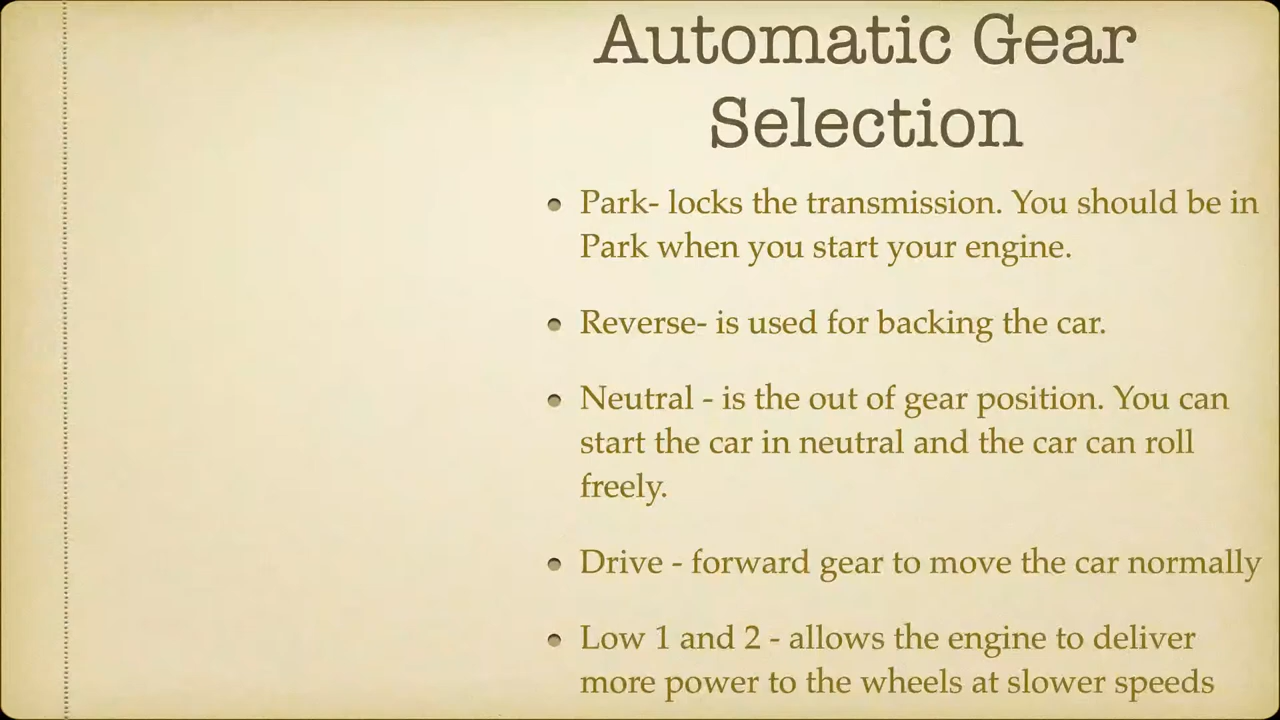 Automatic Gear
Selection
• Park- locks the transmission. You should be in
Park when you start your engine.
• Reverse- is used for backing the car.
• Neutral - is the out of gear position. You can
start the car in neutral and the car can roll
freely.
• Drive - forward gear to move the car normally
• Low 1 and 2 - allows the engine to deliver
more power to the wheels at slower speeds